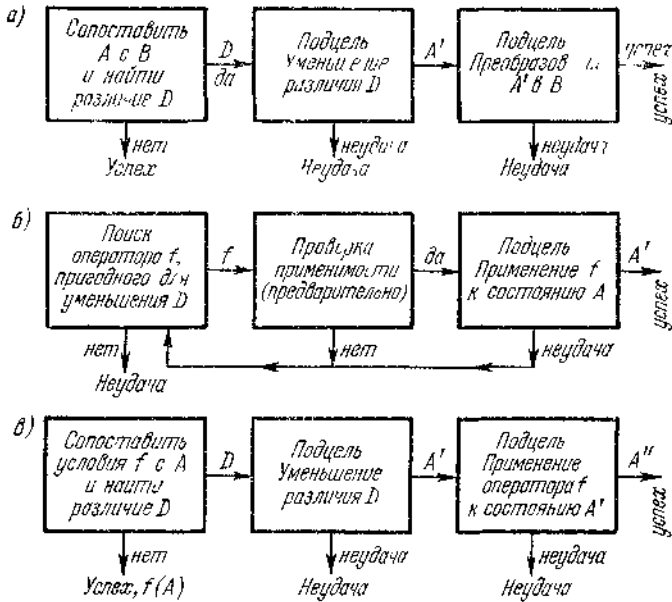 а)
Сопоставить
А с В
и найти
различие D
D
да
Подцель
различия D
А'
Подцель
А' в В
успех
успех
нет
Успех
неудача
Неудача
неудача
Неудача
б)
Поиск
оператора f,
пригодного для
уменьшения D
f
Проверка
применимости
(предварительно)
да
Подцель
Применение f
к состоянию А
А'
успех
нет
Неудача
нет
неудача
в)
Сопоставить
условия f с А
и найти
различие D
D
Подцель
Уменьшение
различия D
А'
Подцель
Применение
оператора f
к состоянию А'
А"
успех
нет
Успех, f(А)
неудача
Неудача
неудача
Неудача